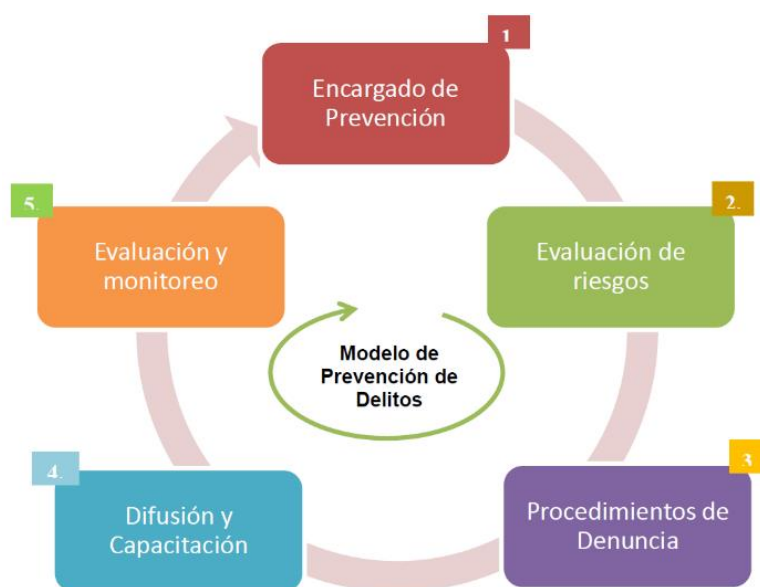 1
Encargado de
Prevención
2.
Evaluación de
riesgos
3
Procedimientos de
Denuncia
4.
Difusión y
Capacitación
5.
Evaluación y
monitoreo
Modelo de
Prevención de
Delitos